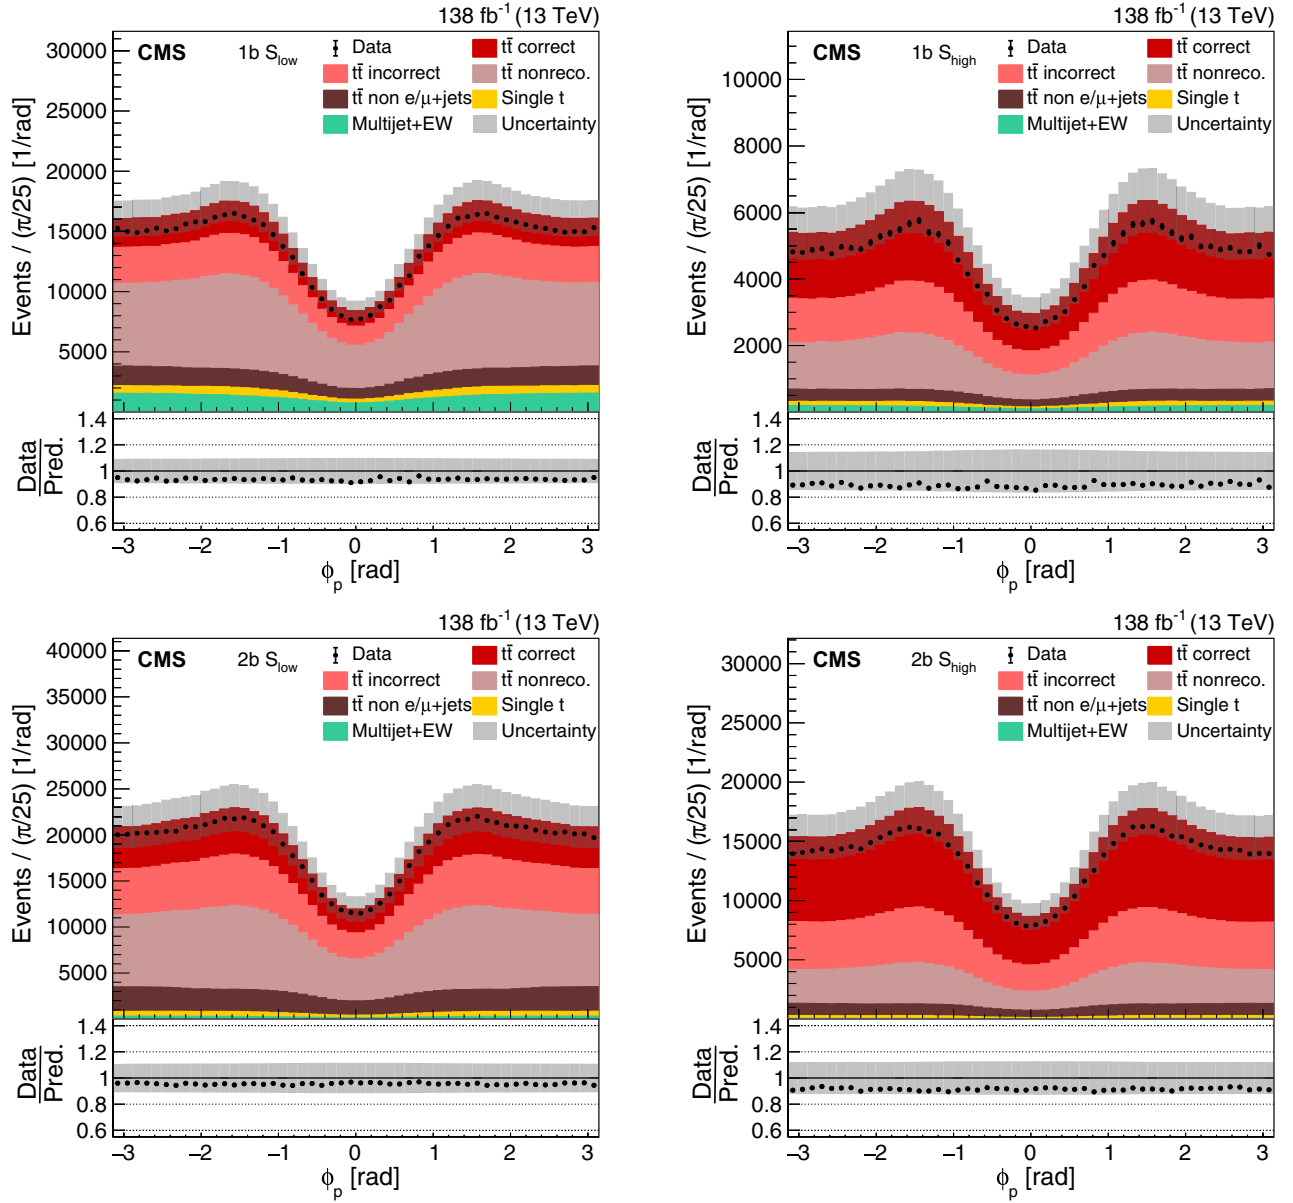 138 fb⁻¹ (13 TeV)
CMS 1b S_low
Data
tt̄ correct
tt̄ incorrect
tt̄ nonreco.
tt̄ non e/μ+jets
Single t
Multijet+EW
Uncertainty
Events / (π/25) [1/rad]
30000
25000
20000
15000
10000
5000
Data
Pred.
1.4
1.2
1
0.8
0.6
−3 −2 −1 0 1 2 3
ϕ_p [rad]
138 fb⁻¹ (13 TeV)
CMS 1b S_high
Data
tt̄ correct
tt̄ incorrect
tt̄ nonreco.
tt̄ non e/μ+jets
Single t
Multijet+EW
Uncertainty
Events / (π/25) [1/rad]
10000
8000
6000
4000
2000
Data
Pred.
1.4
1.2
1
0.8
0.6
−3 −2 −1 0 1 2 3
ϕ_p [rad]
138 fb⁻¹ (13 TeV)
CMS 2b S_low
Data
tt̄ correct
tt̄ incorrect
tt̄ nonreco.
tt̄ non e/μ+jets
Single t
Multijet+EW
Uncertainty
Events / (π/25) [1/rad]
40000
35000
30000
25000
20000
15000
10000
5000
Data
Pred.
1.4
1.2
1
0.8
0.6
−3 −2 −1 0 1 2 3
ϕ_p [rad]
138 fb⁻¹ (13 TeV)
CMS 2b S_high
Data
tt̄ correct
tt̄ incorrect
tt̄ nonreco.
tt̄ non e/μ+jets
Single t
Multijet+EW
Uncertainty
Events / (π/25) [1/rad]
30000
25000
20000
15000
10000
5000
Data
Pred.
1.4
1.2
1
0.8
0.6
−3 −2 −1 0 1 2 3
ϕ_p [rad]